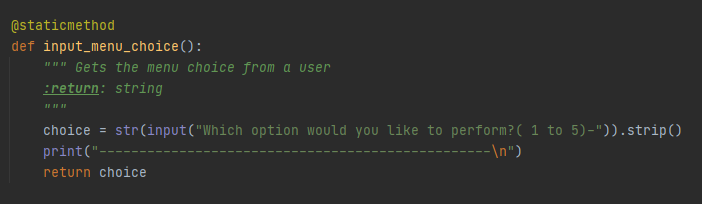 @staticmethod
def input_menu_choice():
    """ Gets the menu choice from a user
    :return: string
    """
    choice = str(input("Which option would you like to perform?( 1 to 5)-")).strip()
    print("-------------------------------------------------\n")
    return choice